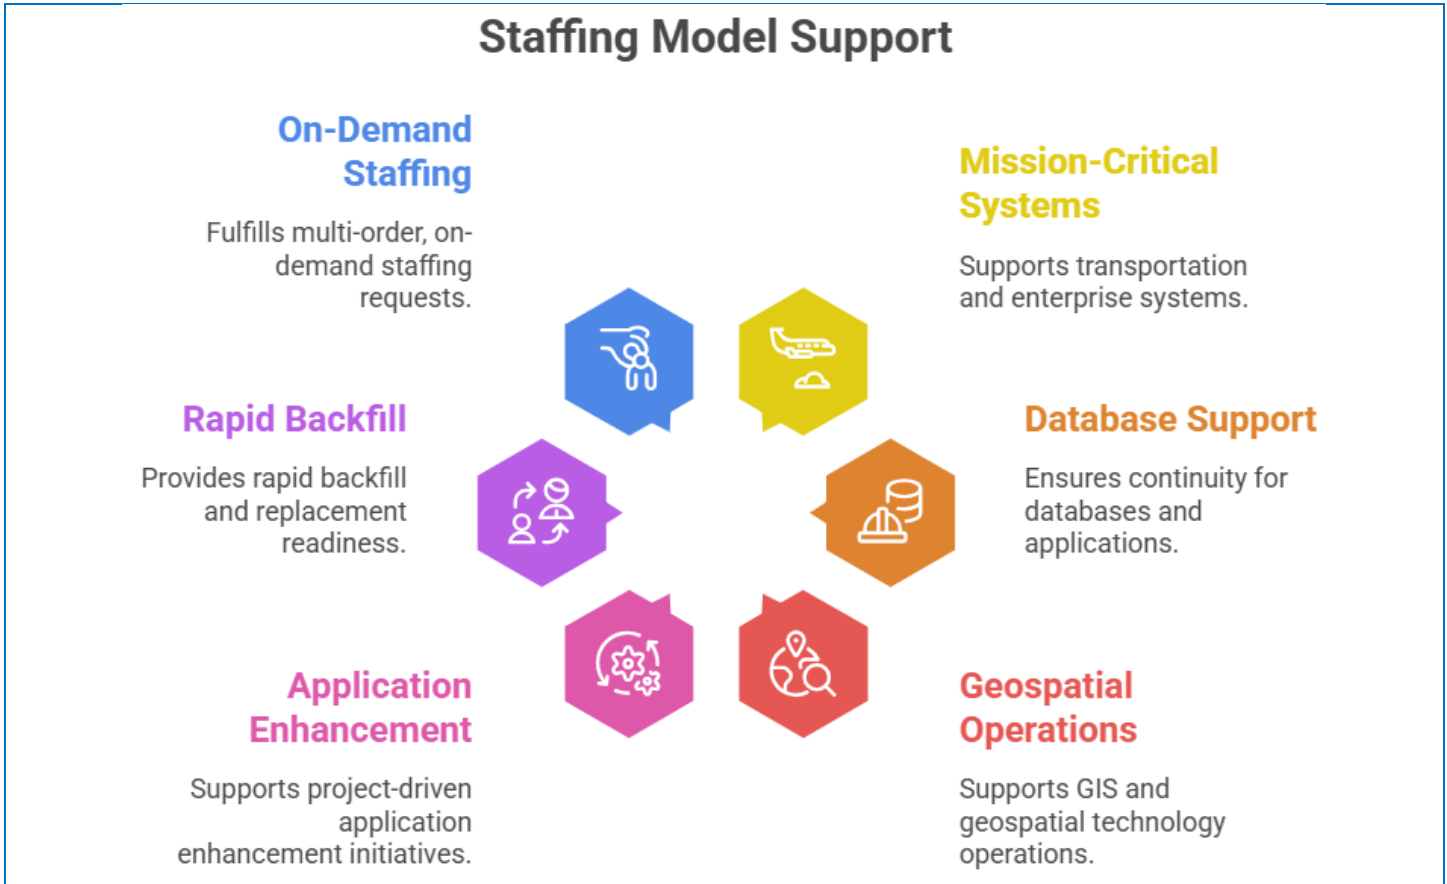 Staffing Model Support
On-Demand
Staffing
Fulfills multi-order, on-
demand staffing
requests.
Mission-Critical
Systems
Supports transportation
and enterprise systems.
Rapid Backfill
Provides rapid backfill
and replacement
readiness.
Database Support
Ensures continuity for
databases and
applications.
Application
Enhancement
Supports project-driven
application
enhancement initiatives.
Geospatial
Operations
Supports GIS and
geospatial technology
operations.